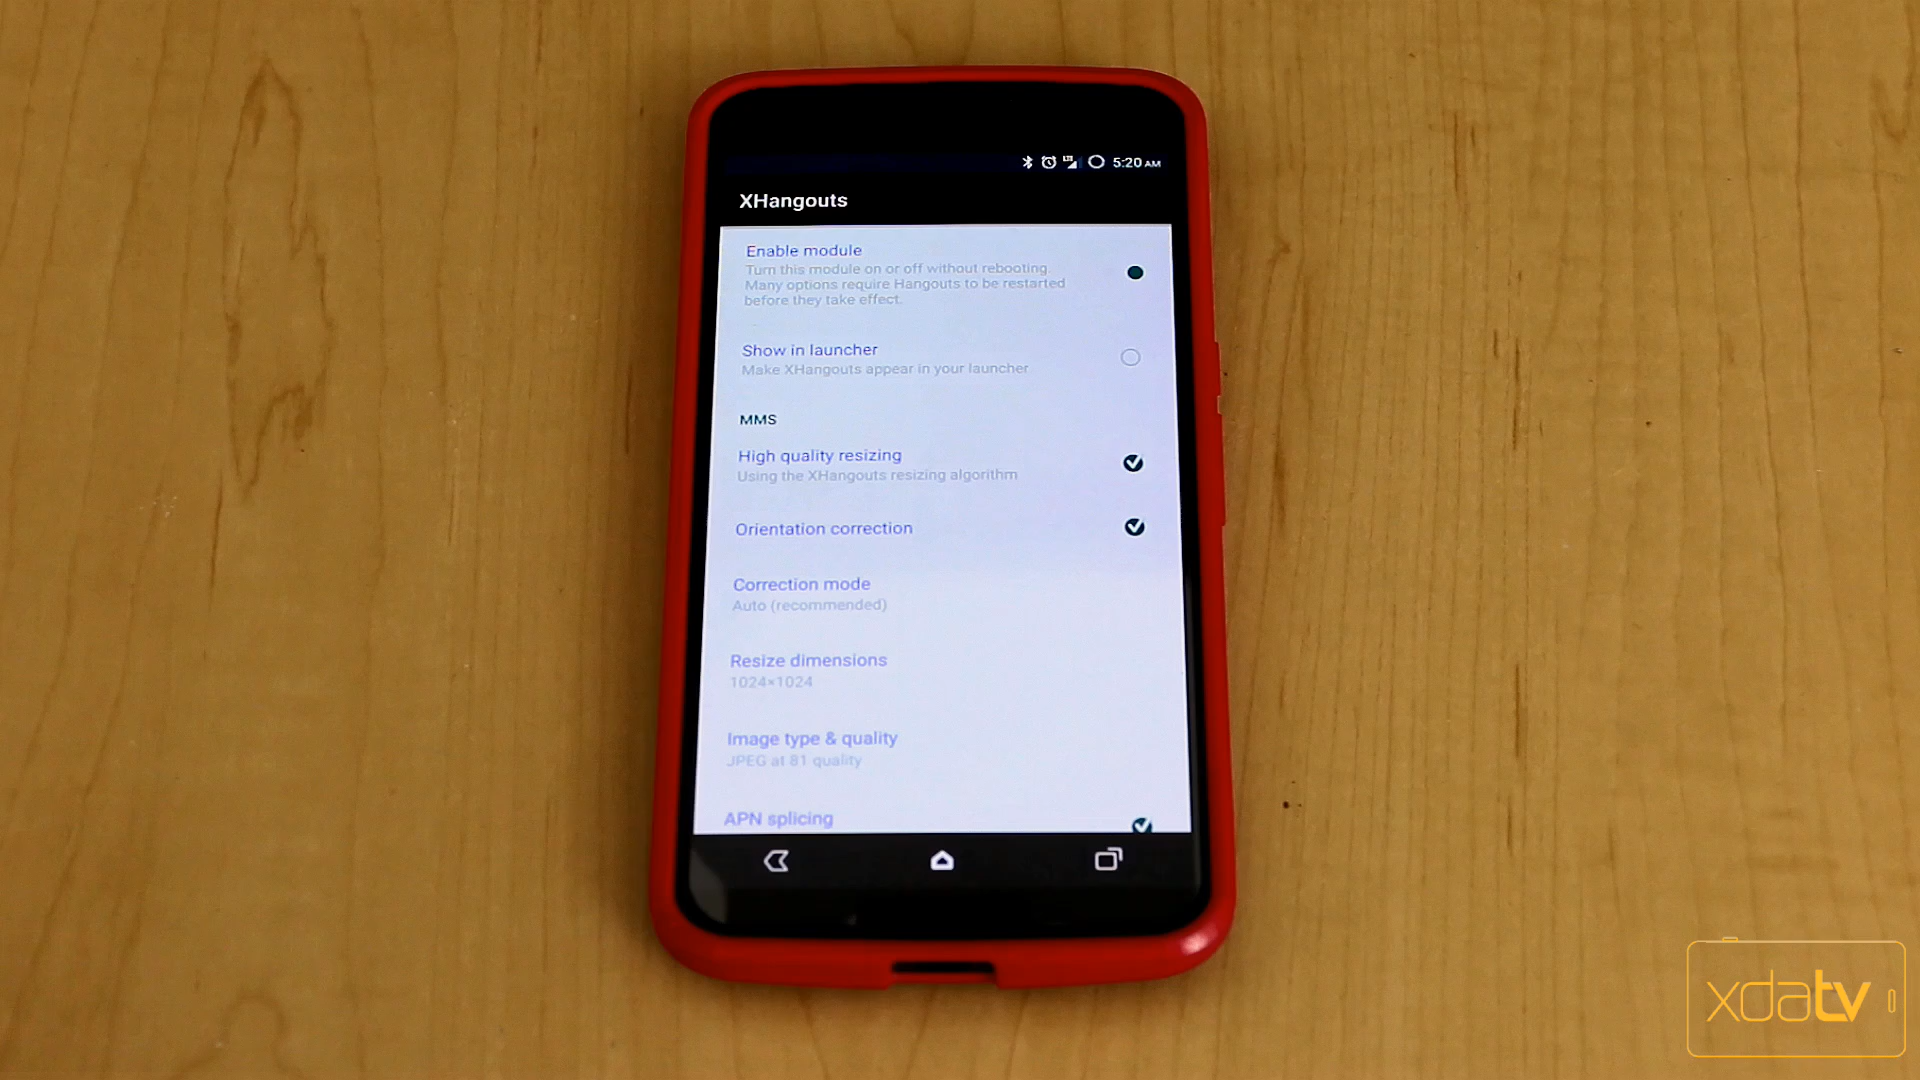 LTE 5:20 AM
XHangouts
Enable module
Turn this module on or off without rebooting.
Many options require Hangouts to be restarted
before they take effect.
Show in launcher
Make XHangouts appear in your launcher
MMS
High quality resizing
Using the XHangouts resizing algorithm
Orientation correction
Correction mode
Auto (recommended)
Resize dimensions
1024×1024
Image type & quality
JPEG at 81 quality
APN splicing
xdatv